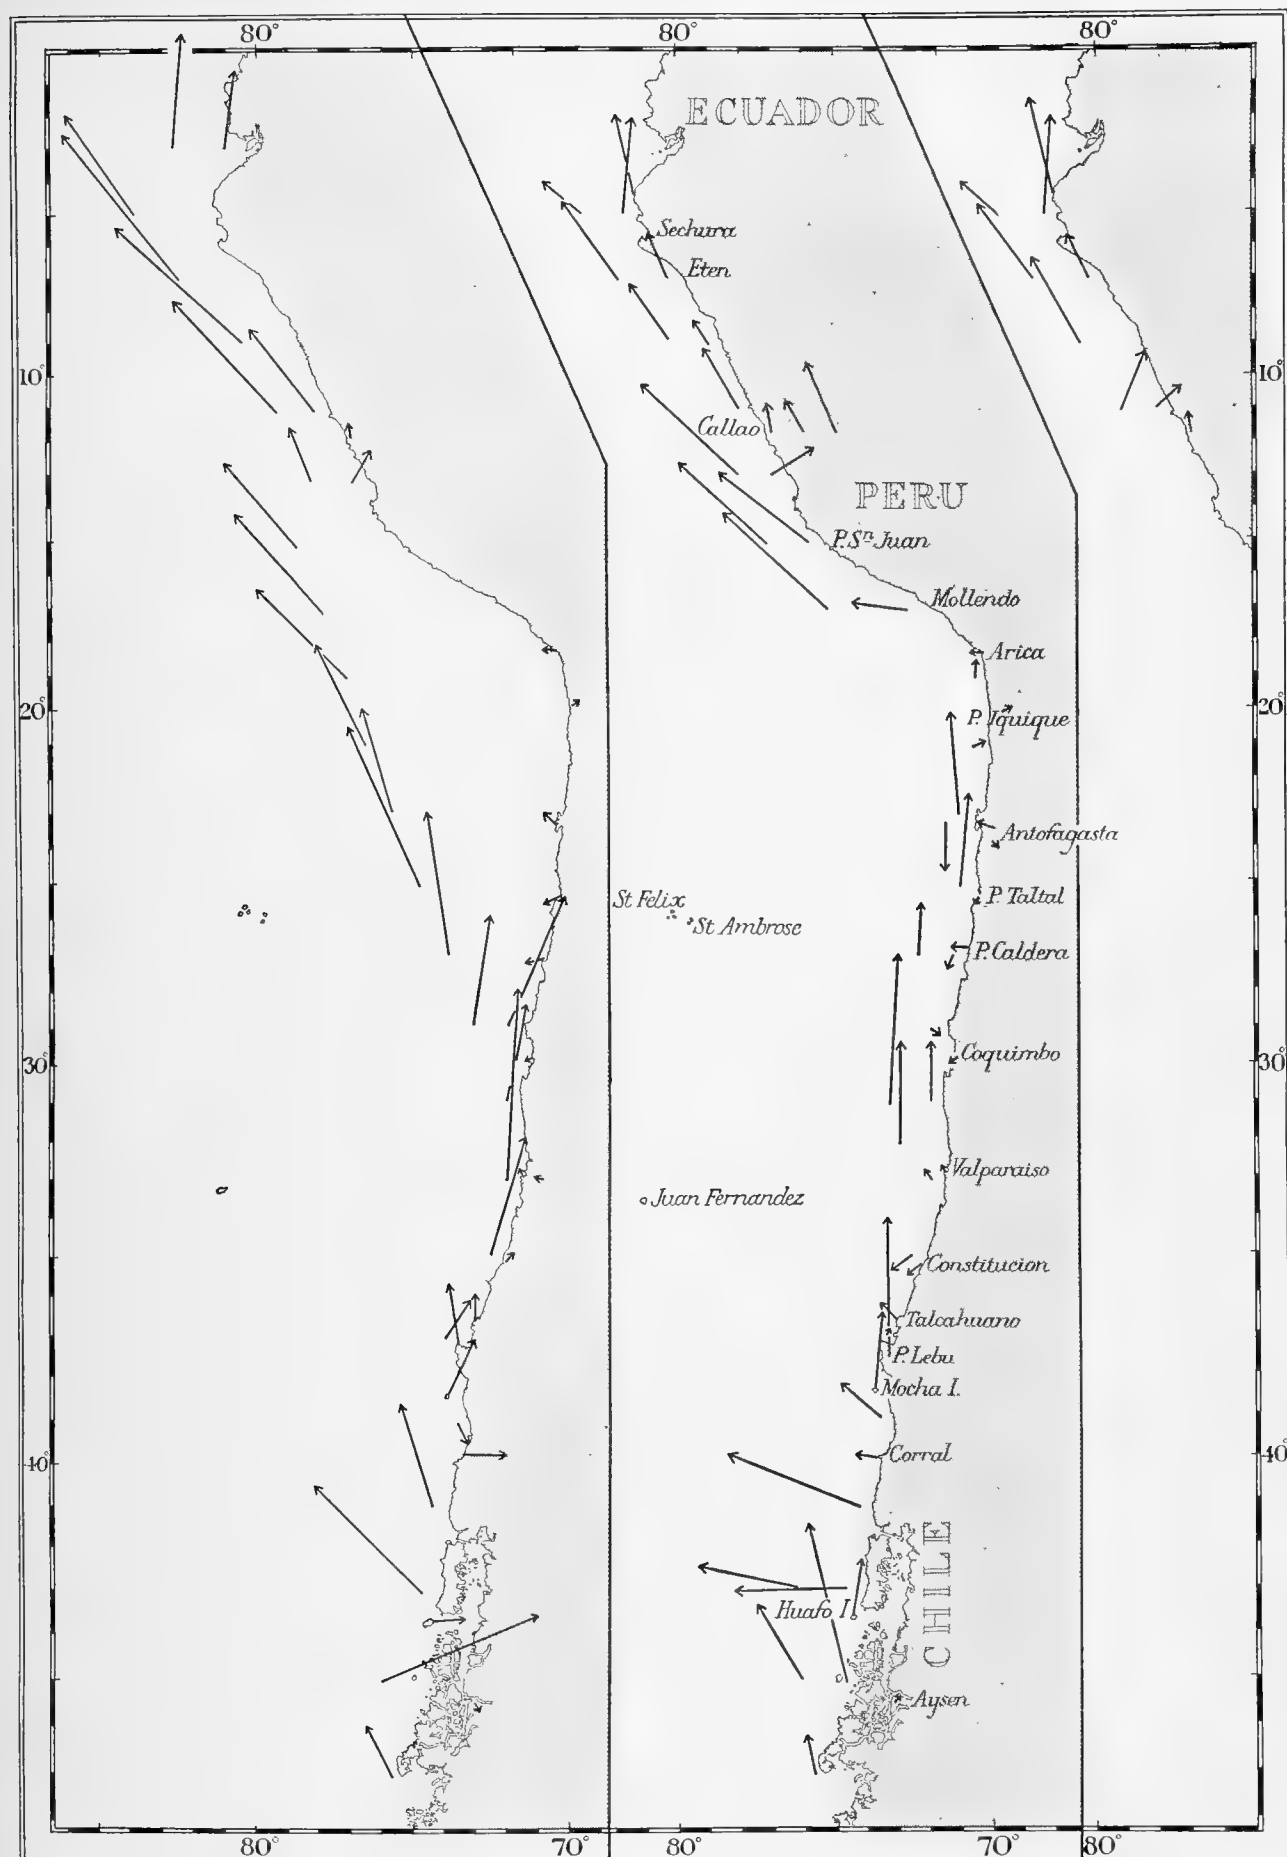 80°
80°
80°
ECUADOR
Sechura
Eten
10°
10°
Callao
PERU
P. Sn Juan
Mollendo
Arica
20°
P. Iquique
20°
Antofagasta
St Felix
P. Taltal
St Ambrose
P. Caldera
30°
Coquimbo
30°
Valparaiso
Juan Fernandez
Constitucion
Talcahuano
P. Lebu
Mocha I.
40°
Corral
40°
CHILE
Huafo I.
Aysen
80°
70°
80°
70°
80°